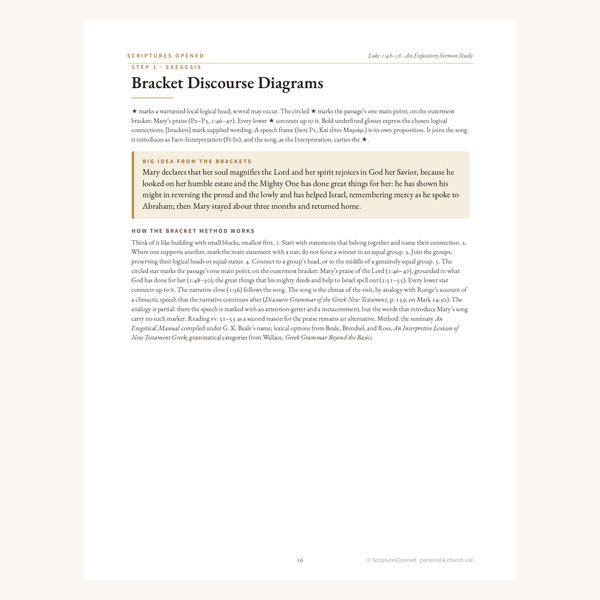 SCRIPTURES OPENED
Luke 1:46–56 · An Expository Sermon Study
STEP 1 · EXEGESIS
Bracket Discourse Diagrams
★ marks a warranted local logical head; several may occur. The circled ★ marks the passage's one main point, on the outermost
bracket: Mary's praise (P2–P3, 1:46–47). Every lower ★ connects up to it. Bold underlined glosses express the chosen logical
connections; [brackets] mark supplied wording. A speech frame (here P1, Καὶ εἶπεν Μαριάμ·) is its own proposition. It joins the song
it introduces as Fact–Interpretation (Ft-In), and the song, as the Interpretation, carries the ★.
BIG IDEA FROM THE BRACKETS
Mary declares that her soul magnifies the Lord and her spirit rejoices in God her Savior, because he
looked on her humble estate and the Mighty One has done great things for her: he has shown his
might in reversing the proud and the lowly and has helped Israel, remembering mercy as he spoke to
Abraham; then Mary stayed about three months and returned home.
HOW THE BRACKET METHOD WORKS
Think of it like building with small blocks, smallest first. 1. Start with statements that belong together and name their connection. 2.
Where one supports another, mark the main statement with a star; do not force a winner in an equal group. 3. Join the groups,
preserving their logical heads or equal status. 4. Connect to a group's head, or to the middle of a genuinely equal group. 5. The
circled star marks the passage's one main point, on the outermost bracket: Mary's praise of the Lord (1:46–47), grounded in what
God has done for her (1:48–50), the great things that his mighty deeds and help to Israel spell out (1:51–55). Every lower star
connects up to it. The narrative close (1:56) follows the song. The song is the climax of the visit, by analogy with Runge's account of
a climactic speech that the narrative continues after (Discourse Grammar of the Greek New Testament, p. 139, on Mark 14:30). The
analogy is partial: there the speech is marked with an attention-getter and a metacomment, but the words that introduce Mary's song
carry no such marker. Reading vv. 51–55 as a second reason for the praise remains an alternative. Method: the seminary An
Exegetical Manual compiled under G. K. Beale's name; lexical options from Beale, Brendsel, and Ross, An Interpretive Lexicon of
New Testament Greek; grammatical categories from Wallace, Greek Grammar Beyond the Basics.
16
© ScripturesOpened · personal & church use